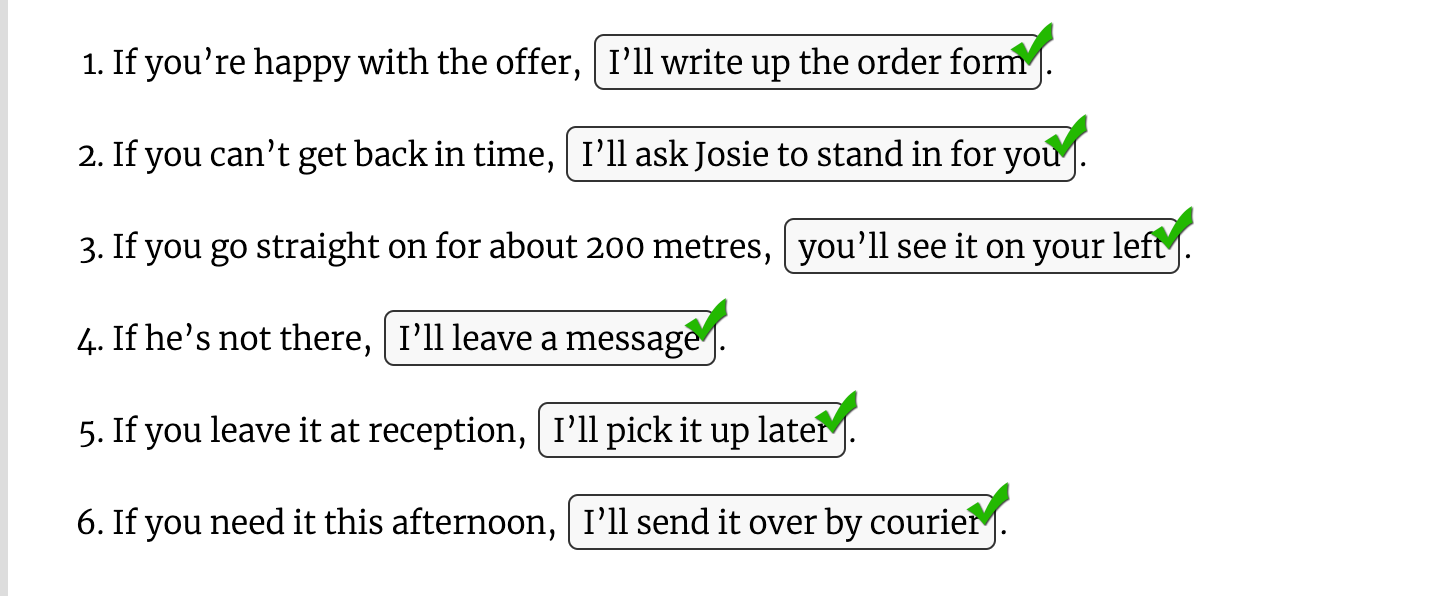 1. If you’re happy with the offer, I’ll write up the order form.
2. If you can’t get back in time, I’ll ask Josie to stand in for you.
3. If you go straight on for about 200 metres, you’ll see it on your left.
4. If he’s not there, I’ll leave a message.
5. If you leave it at reception, I’ll pick it up later.
6. If you need it this afternoon, I’ll send it over by courier.